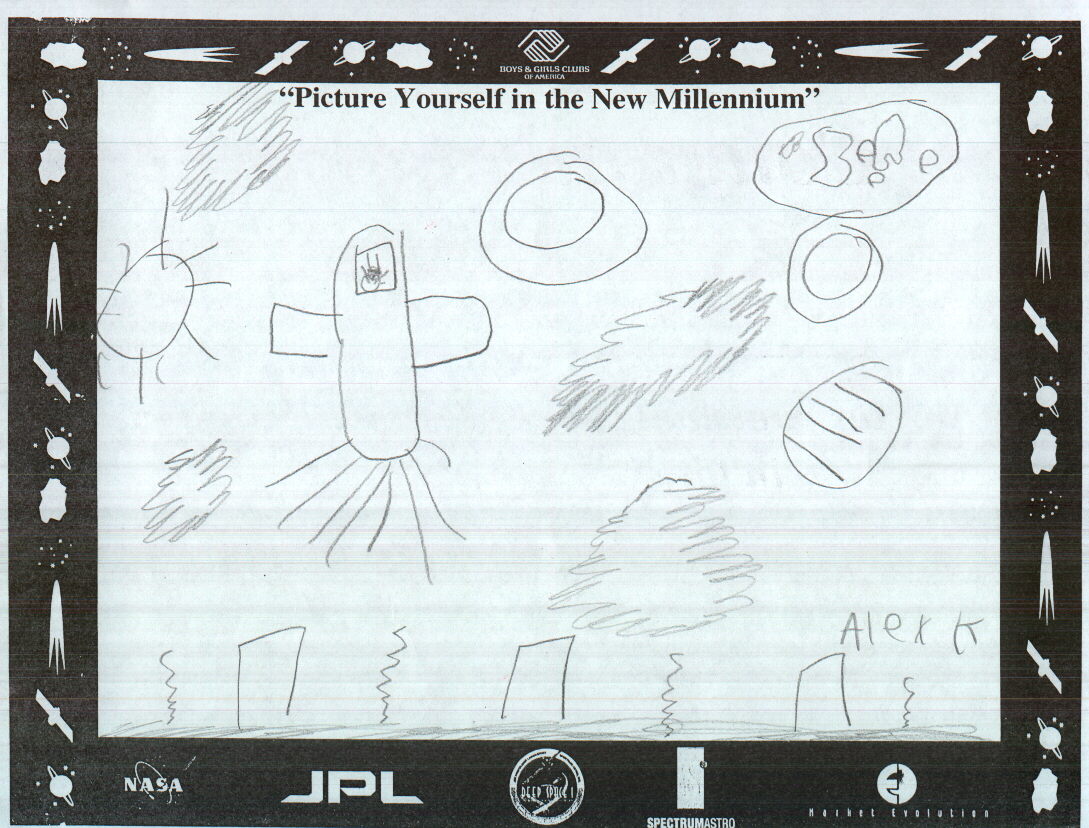 BOYS & GIRLS CLUBS
OF AMERICA
“Picture Yourself in the New Millennium”
Alex K
NASA
JPL
DEEP SPACE 1
SPECTRUMASTRO
Market Evolution